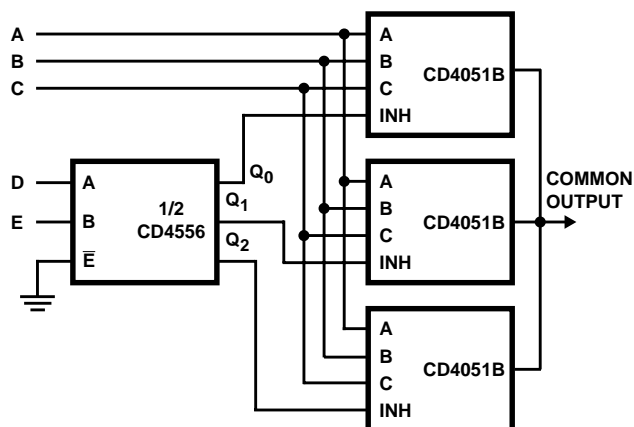 A
B
C
D
E
A
B
E̅
1/2
CD4556
Q0
Q1
Q2
A
B
C
INH
CD4051B
A
B
C
INH
CD4051B
A
B
C
INH
CD4051B
COMMON
OUTPUT